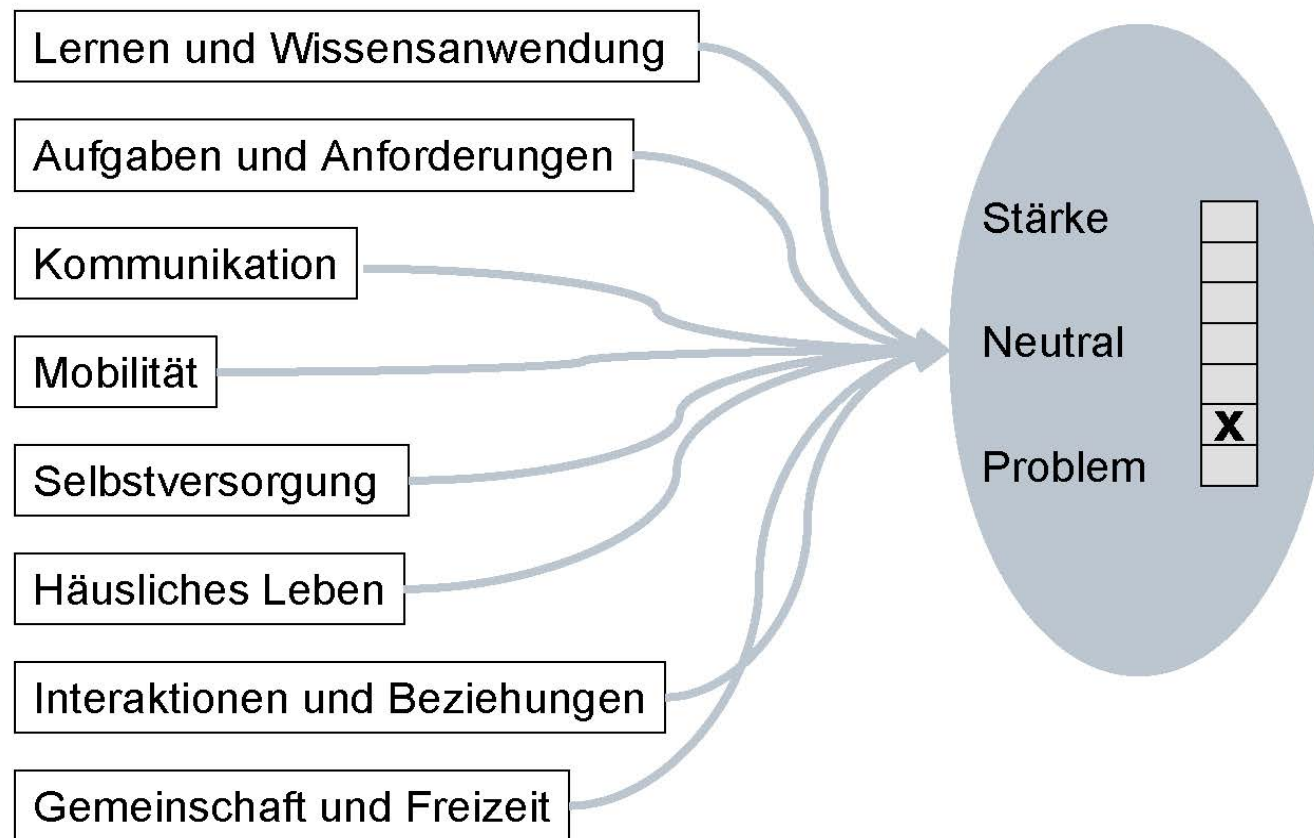 Lernen und Wissensanwendung
Aufgaben und Anforderungen
Kommunikation
Mobilität
Selbstversorgung
Häusliches Leben
Interaktionen und Beziehungen
Gemeinschaft und Freizeit
Stärke
Neutral
X
Problem